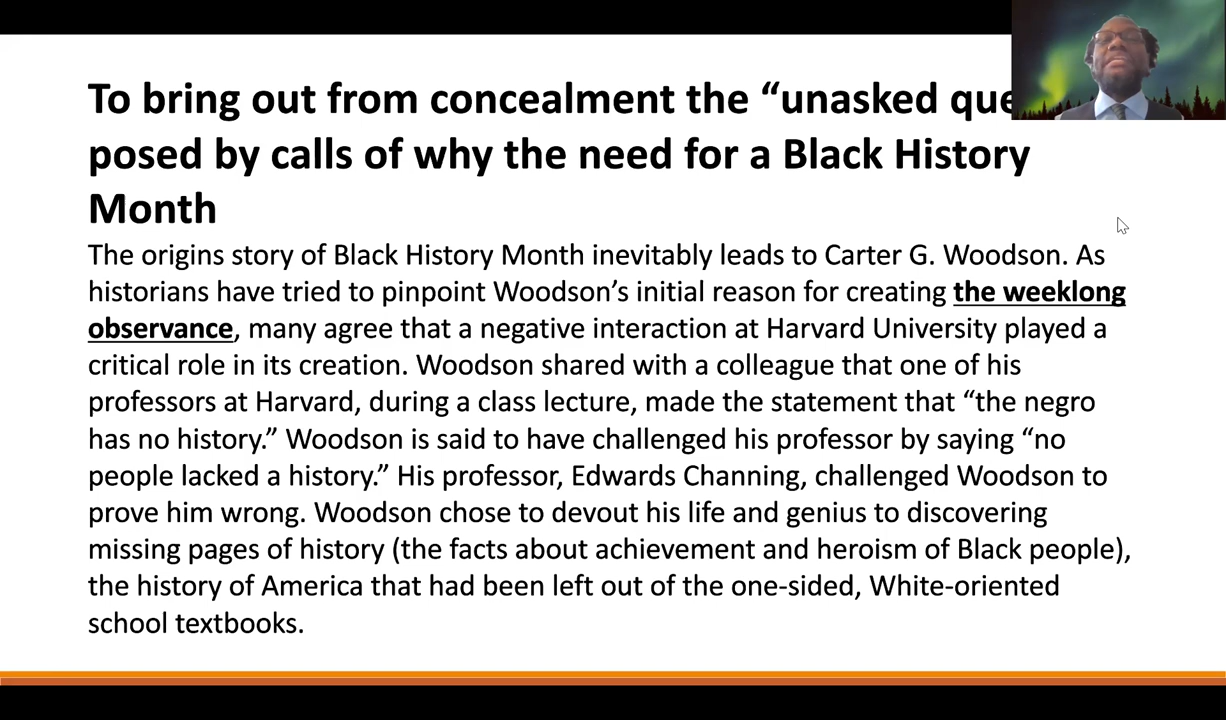 To bring out from concealment the “unasked
posed by calls of why the need for a Black History
Month
The origins story of Black History Month inevitably leads to Carter G. Woodson. As
historians have tried to pinpoint Woodson’s initial reason for creating the weeklong
observance, many agree that a negative interaction at Harvard University played a
critical role in its creation. Woodson shared with a colleague that one of his
professors at Harvard, during a class lecture, made the statement that “the negro
has no history.” Woodson is said to have challenged his professor by saying “no
people lacked a history.” His professor, Edwards Channing, challenged Woodson to
prove him wrong. Woodson chose to devout his life and genius to discovering
missing pages of history (the facts about achievement and heroism of Black people),
the history of America that had been left out of the one-sided, White-oriented
school textbooks.